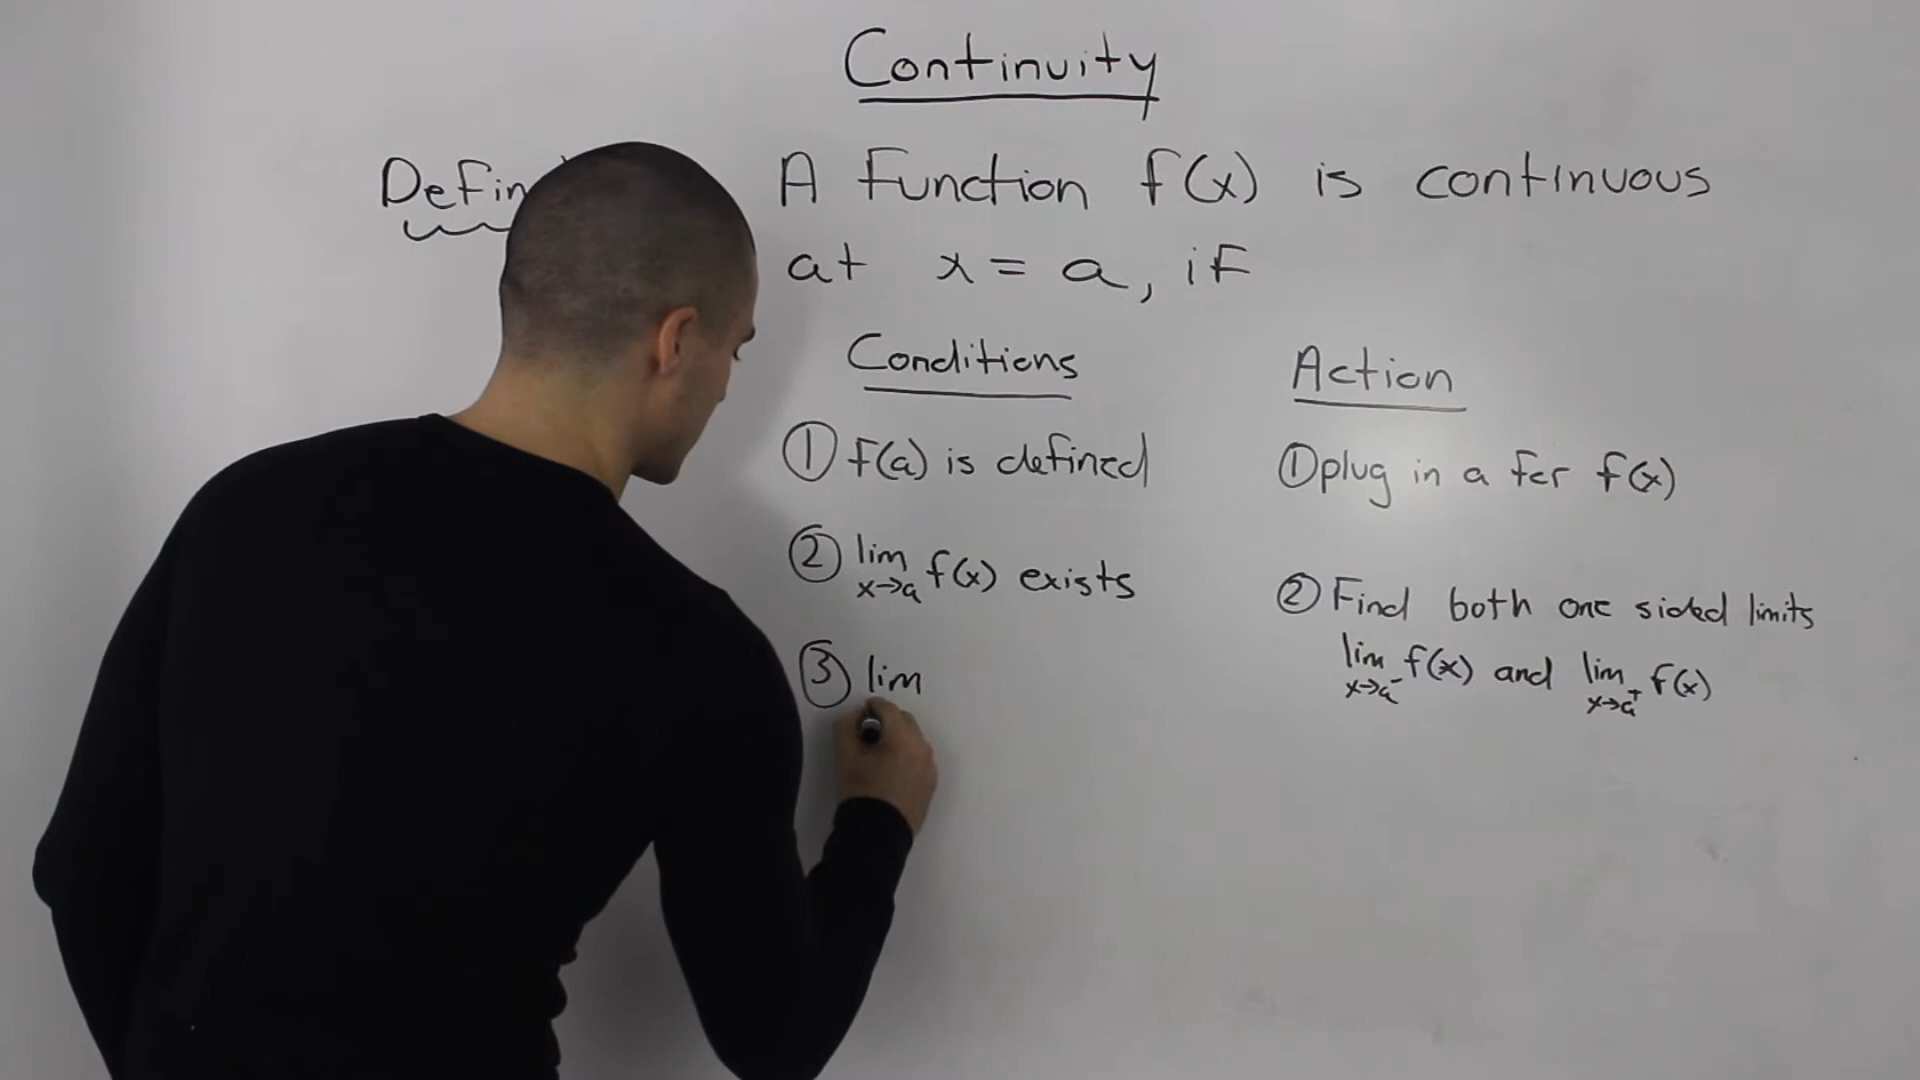 Continuity
A Function f(x) is continuous
at x = a, if
Conditions
Action
① f(a) is defined
① plug in a for f(x)
② lim x→a f(x) exists
② Find both one sided limits
lim x→a⁻ f(x) and lim x→a⁺ f(x)
③ lim